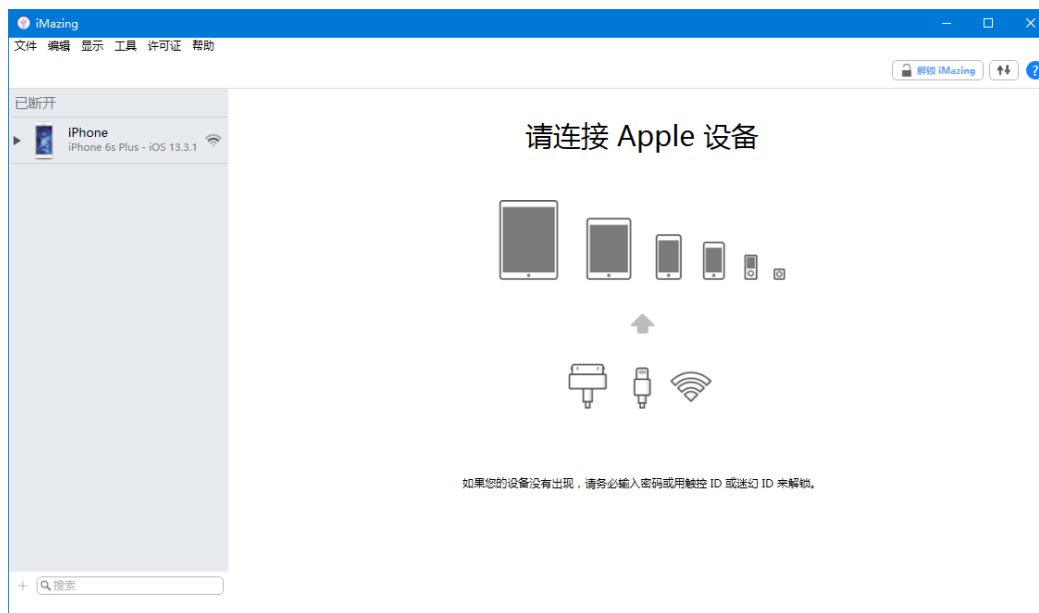 iMazing
文件 编辑 显示 工具 许可证 帮助
解锁 iMazing
?
已断开
iPhone
iPhone 6s Plus - iOS 13.3.1
请连接 Apple 设备
如果您的设备没有出现，请务必输入密码或用触控 ID 或迷幻 ID 来解锁。
搜索